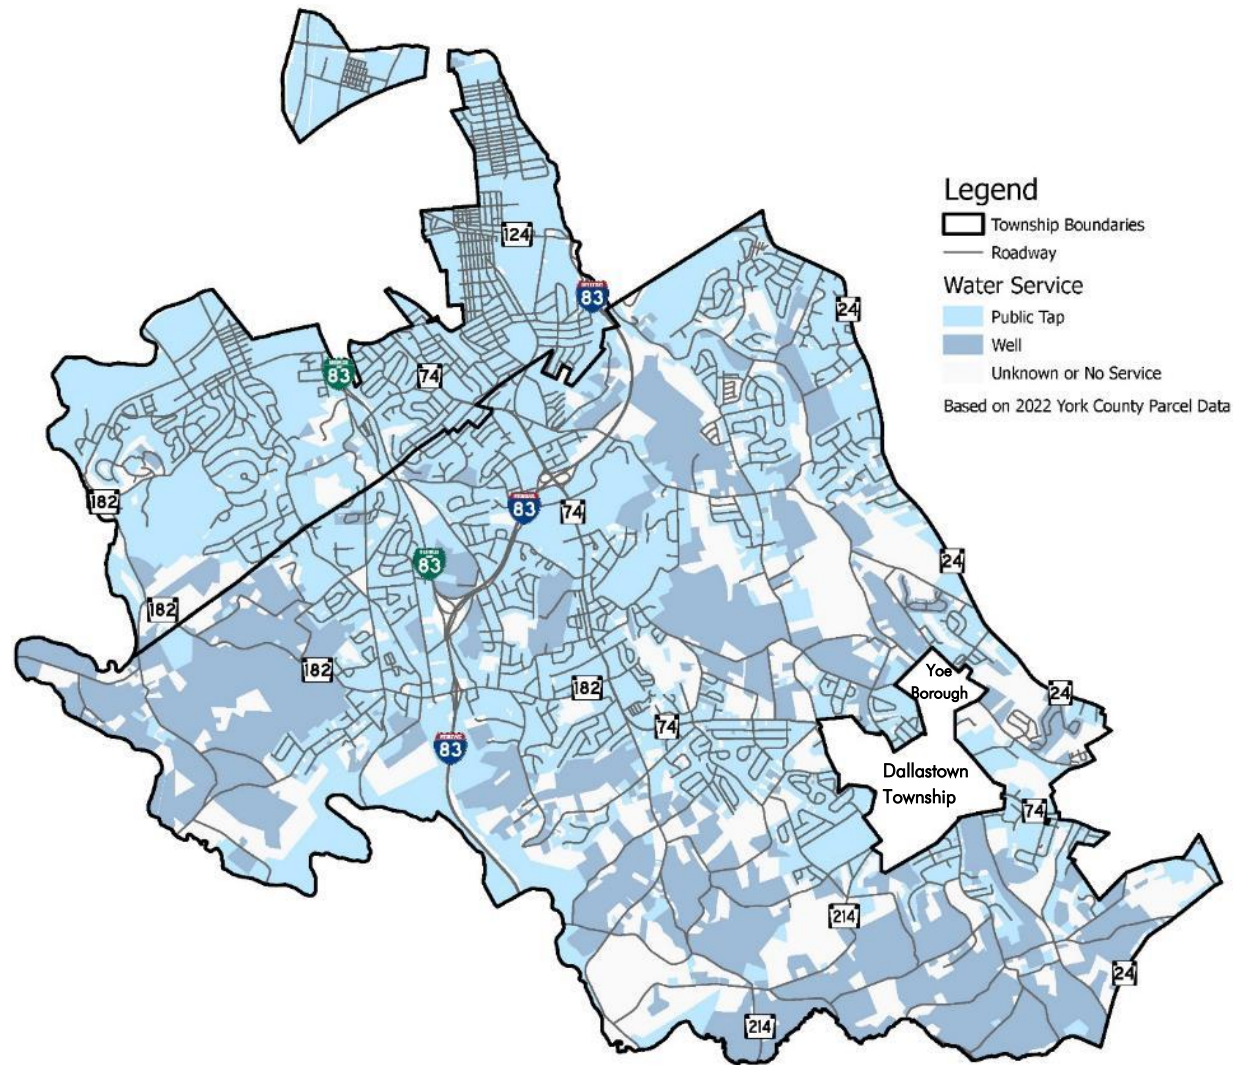 124
83
24
74
83
Legend
Township Boundaries
Roadway
Water Service
Public Tap
Well
Unknown or No Service
Based on 2022 York County Parcel Data
182
83
74
83
24
182
182
182
24
Yoe
Borough
74
83
Dallastown
Township
74
214
24
214